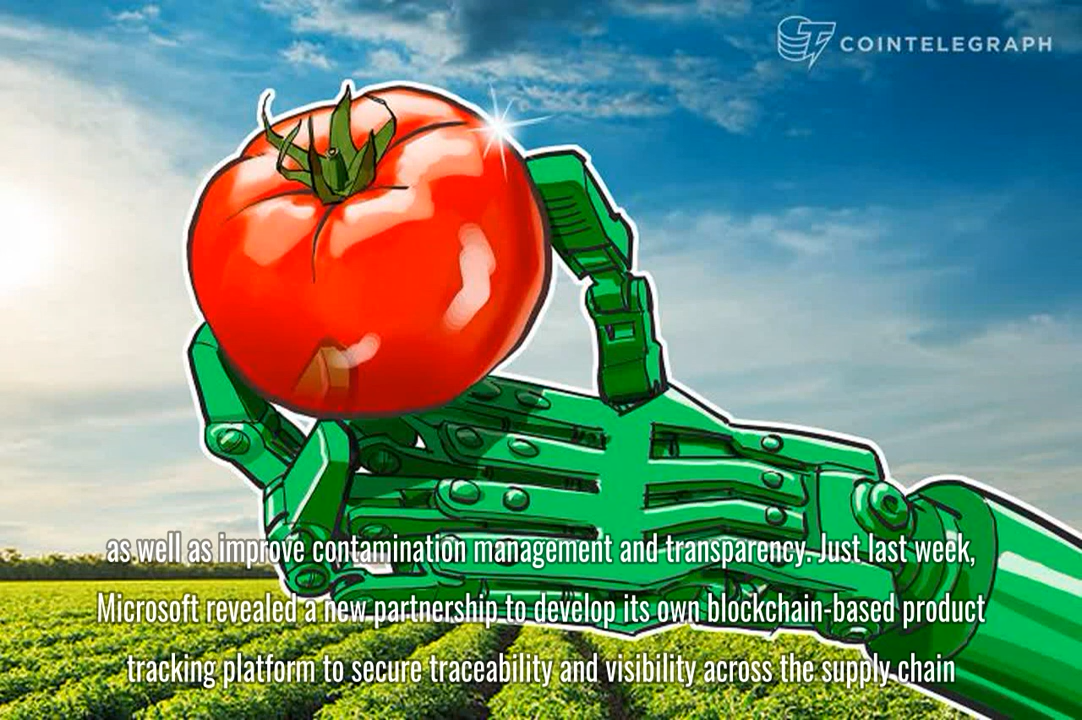 COINTELEGRAPH
as well as improve contamination management and transparency. Just last week,
Microsoft revealed a new partnership to develop its own blockchain-based product
tracking platform to secure traceability and visibility across the supply chain